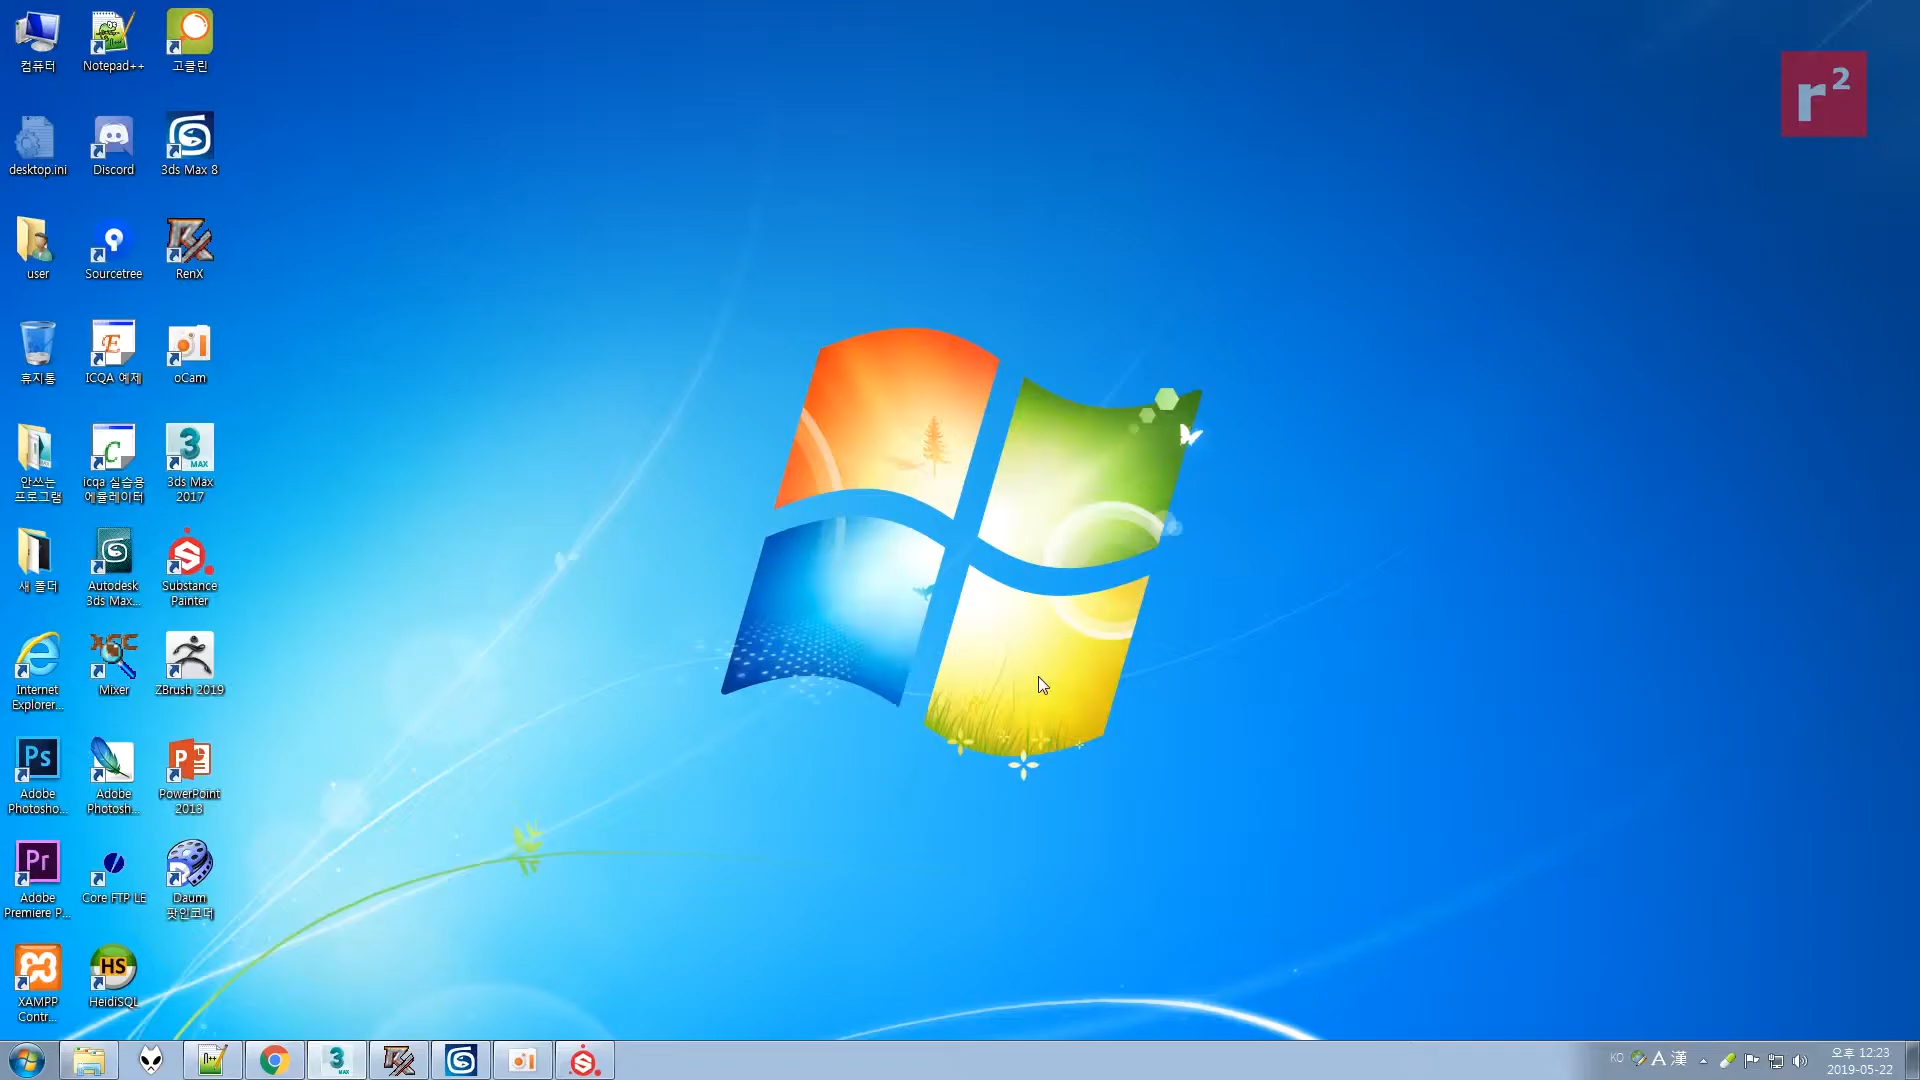 컴퓨터
Notepad++
고클린
desktop.ini
Discord
3ds Max 8
user
Sourcetree
RenX
휴지통
ICQA 예제
oCam
안쓰는
프로그램
icqa 실습용
에뮬레이터
3ds Max
2017
새 폴더
Autodesk
3ds Max...
Substance
Painter
Internet
Explorer...
Mixer
ZBrush 2019
Adobe
Photosho...
Adobe
Photosh...
PowerPoint
2013
Adobe
Premiere P...
Core FTP LE
Daum
팟인코더
XAMPP
Contr...
HeidiSQL
r²
KO
A 漢
오후 12:23
2019-05-22